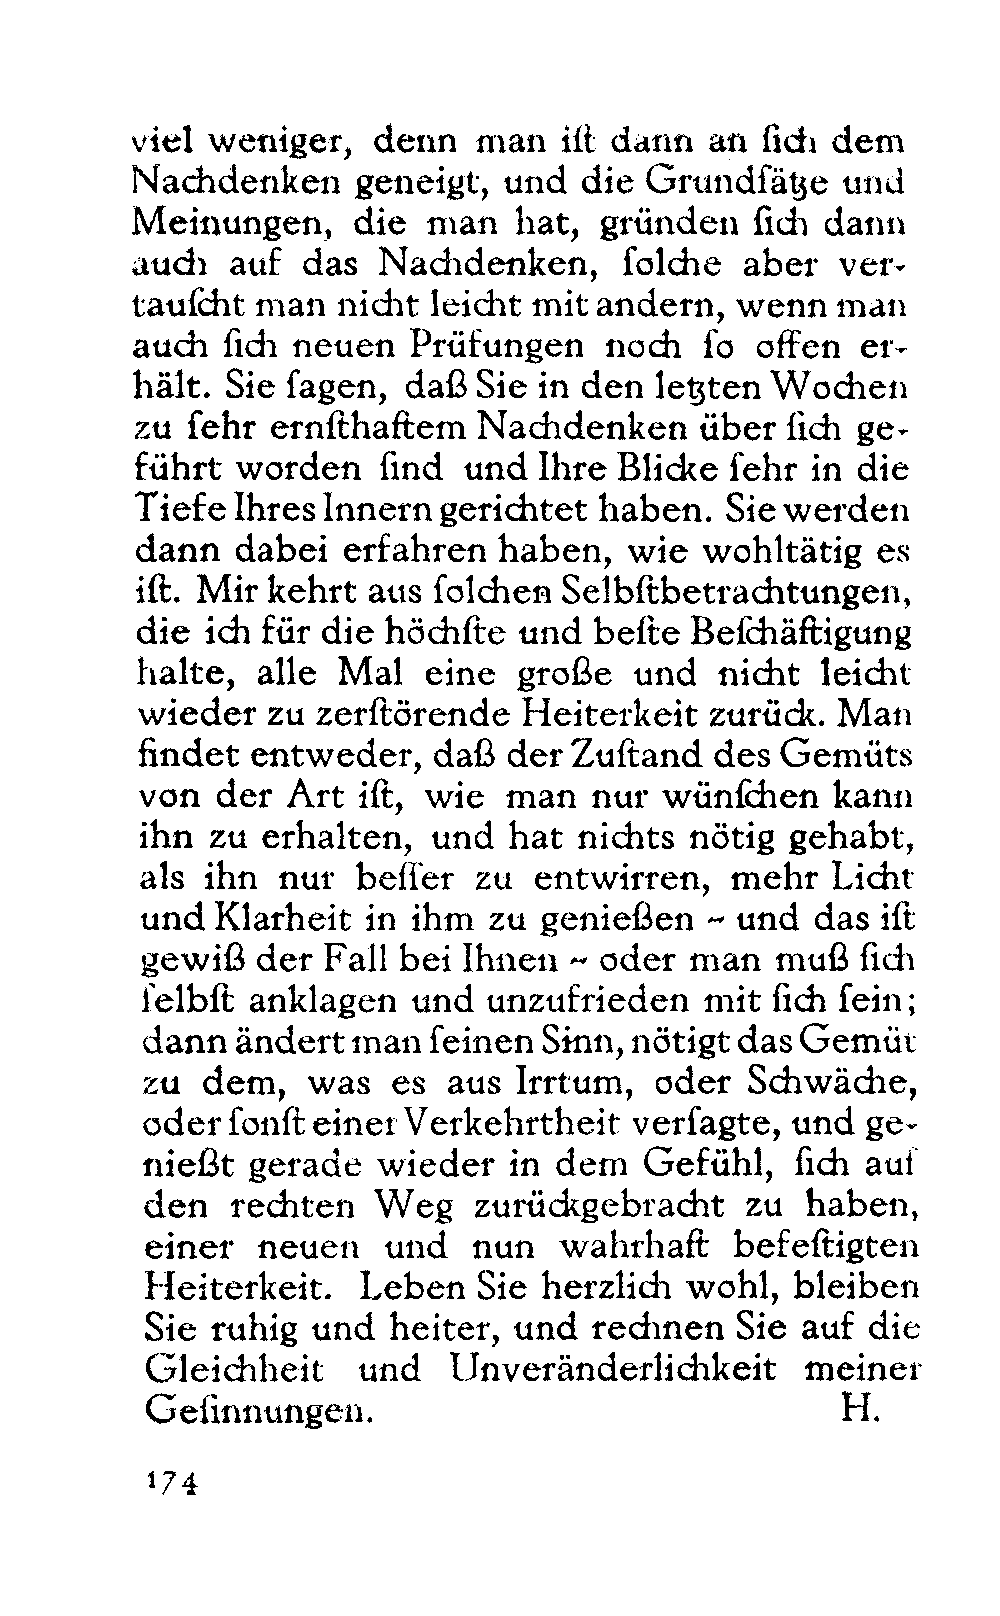 viel weniger, denn man iſt dann an ſich dem
Nachdenken geneigt, und die Grundſätze und
Meinungen, die man hat, gründen ſich dann
auch auf das Nachdenken, ſolche aber ver-
tauſcht man nicht leicht mit andern, wenn man
auch ſich neuen Prüfungen noch ſo offen er-
hält. Sie ſagen, daß Sie in den letzten Wochen
zu ſehr ernſthaftem Nachdenken über ſich ge-
führt worden ſind und Ihre Blicke ſehr in die
Tiefe Ihres Innern gerichtet haben. Sie werden
dann dabei erfahren haben, wie wohltätig es
iſt. Mir kehrt aus ſolchen Selbſtbetrachtungen,
die ich für die höchſte und beſte Beſchäftigung
halte, alle Mal eine große und nicht leicht
wieder zu zerſtörende Heiterkeit zurück. Man
findet entweder, daß der Zuſtand des Gemüts
von der Art iſt, wie man nur wünſchen kann
ihn zu erhalten, und hat nichts nötig gehabt,
als ihn nur beſſer zu entwirren, mehr Licht
und Klarheit in ihm zu genießen ~ und das iſt
gewiß der Fall bei Ihnen ~ oder man muß ſich
ſelbſt anklagen und unzufrieden mit ſich ſein;
dann ändert man ſeinen Sinn, nötigt das Gemüt
zu dem, was es aus Irrtum, oder Schwäche,
oder ſonſt einer Verkehrtheit verſagte, und ge-
nießt gerade wieder in dem Gefühl, ſich auf
den rechten Weg zurückgebracht zu haben,
einer neuen und nun wahrhaft befeſtigten
Heiterkeit. Leben Sie herzlich wohl, bleiben
Sie ruhig und heiter, und rechnen Sie auf die
Gleichheit und Unveränderlichkeit meiner
Geſinnungen. H.
174